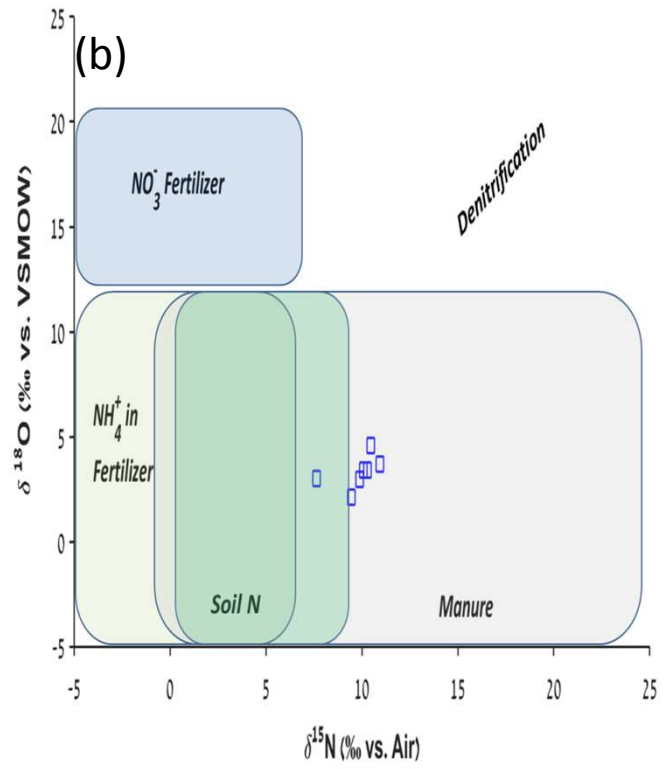 (b)
25
20
15
10
5
0
-5
δ ¹⁸O (‰ vs. VSMOW)
NO₃⁻ Fertilizer
Denitrification
NH₄⁺ in
Fertilizer
Soil N
Manure
-5 0 5 10 15 20 25
δ¹⁵N (‰ vs. Air)